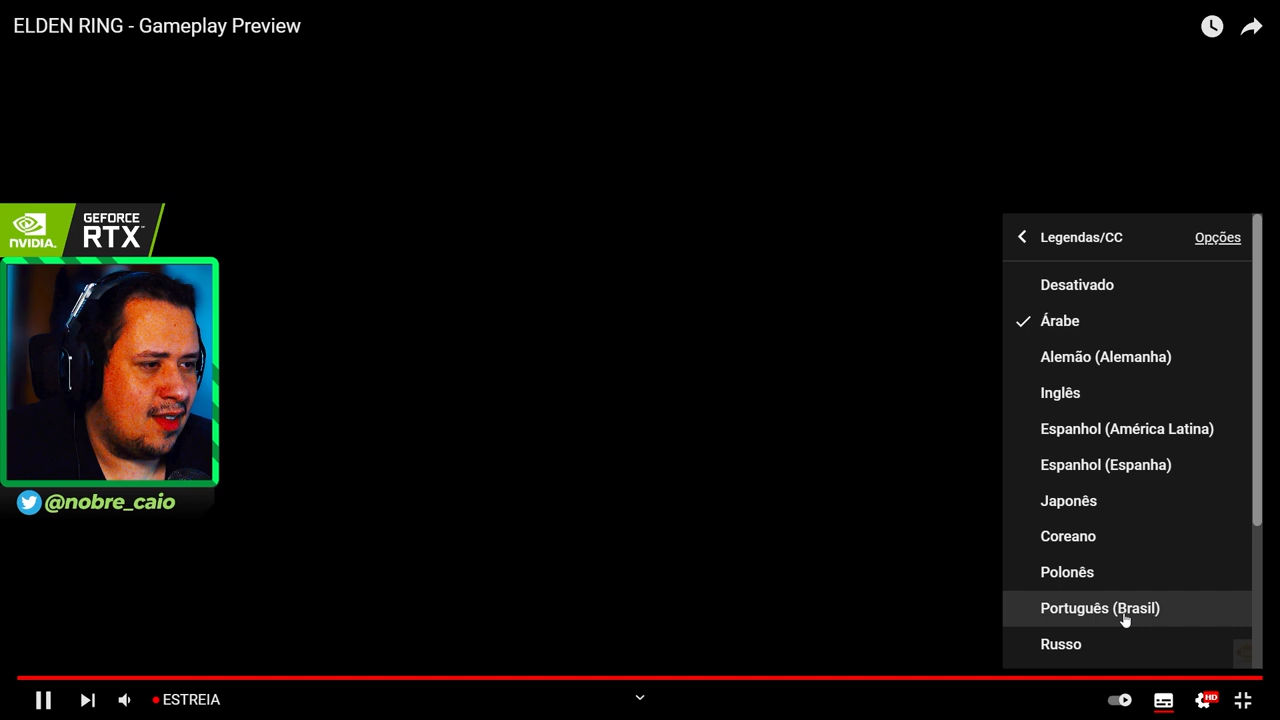 ELDEN RING - Gameplay Preview
NVIDIA.
GEFORCE
RTX
@nobre_caio
Legendas/CC
Opções
Desativado
Árabe
Alemão (Alemanha)
Inglês
Espanhol (América Latina)
Espanhol (Espanha)
Japonês
Coreano
Polonês
Português (Brasil)
Russo
ESTREIA
HD